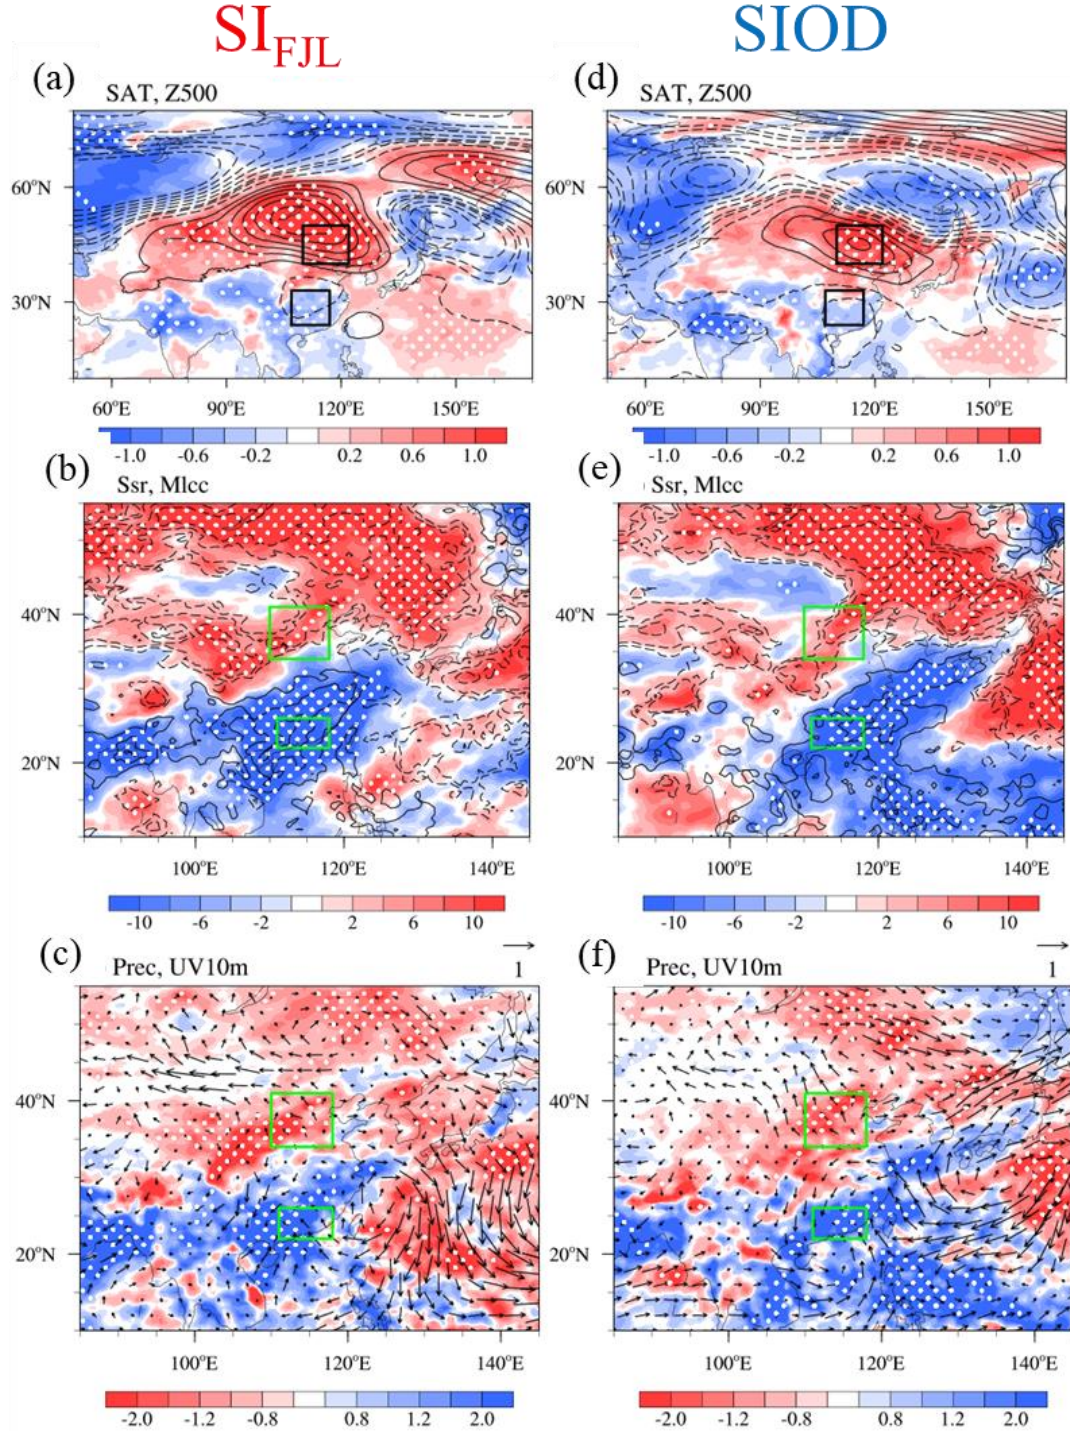 SI_FJL SIOD
(a) (d)
SAT, Z500 SAT, Z500
60°N 60°N
30°N 30°N
60°E 90°E 120°E 150°E 60°E 90°E 120°E 150°E
-1.0 -0.6 -0.2 0.2 0.6 1.0 -1.0 -0.6 -0.2 0.2 0.6 1.0
(b) (e)
Ssr, Mlcc Ssr, Mlcc
40°N 40°N
20°N 20°N
100°E 120°E 140°E 100°E 120°E 140°E
-10 -6 -2 2 6 10 -10 -6 -2 2 6 10
(c) (f)
Prec, UV10m 1 Prec, UV10m 1
40°N 40°N
20°N 20°N
100°E 120°E 140°E 100°E 120°E 140°E
-2.0 -1.2 -0.8 0.8 1.2 2.0 -2.0 -1.2 -0.8 0.8 1.2 2.0